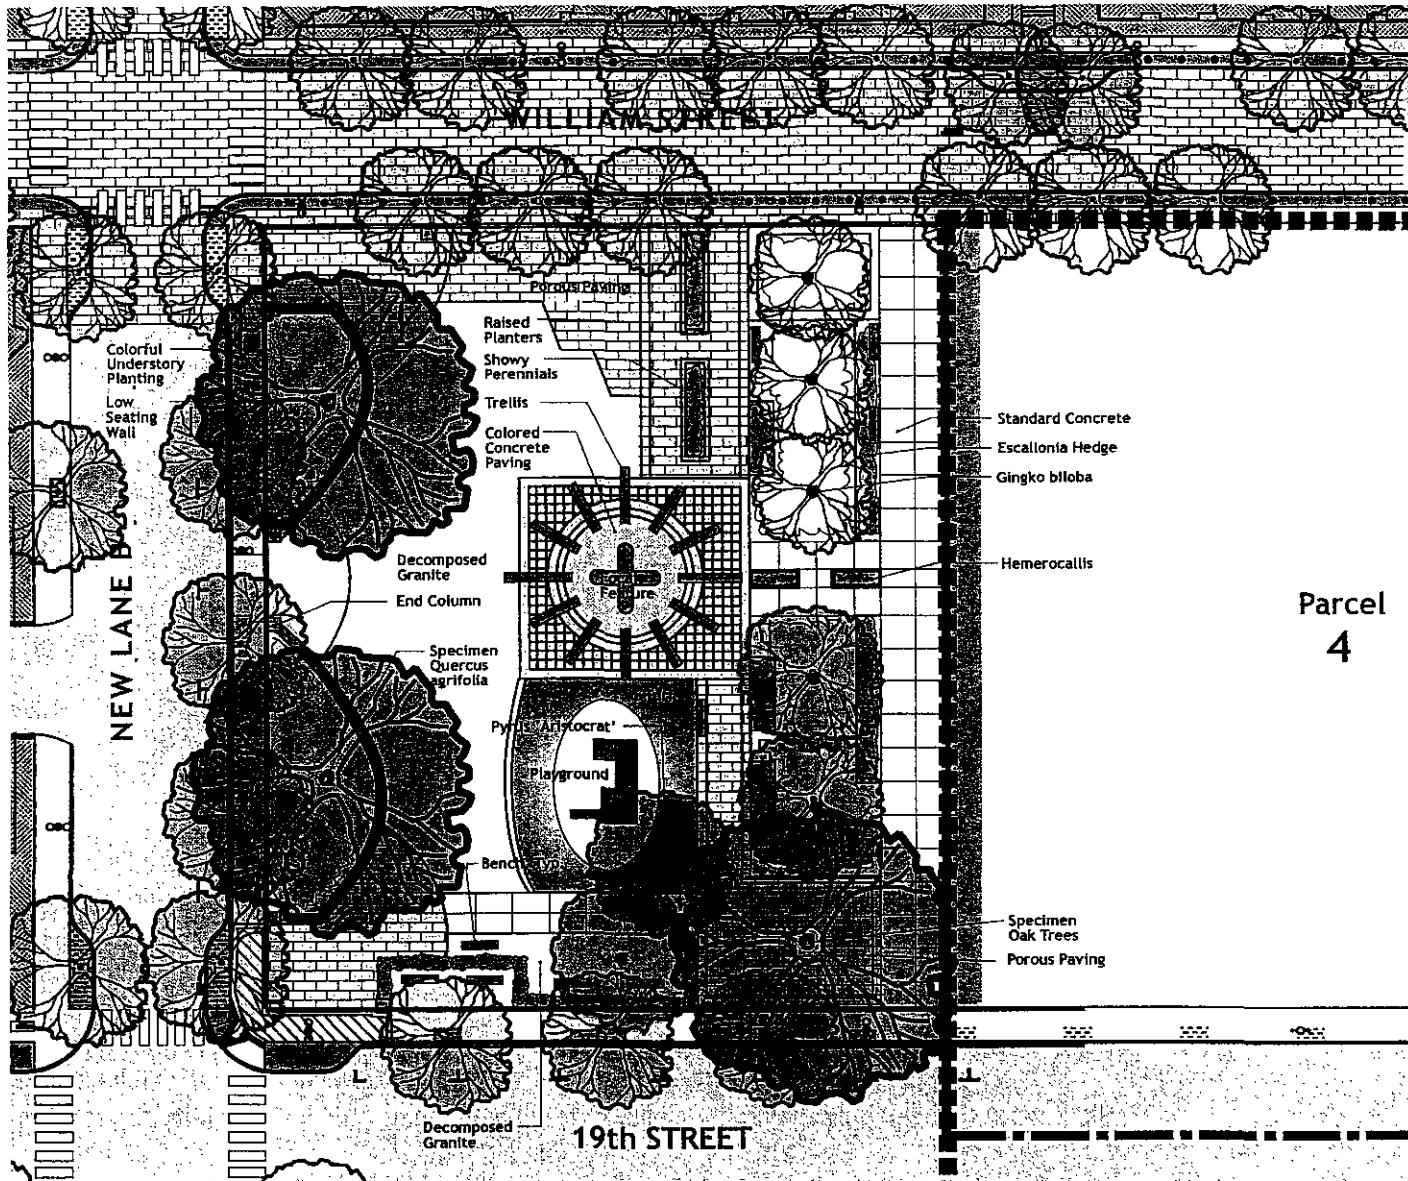 WILLIAM STREET
Porous Paving
Raised
Planters
Showy
Perennials
Trellis
Colored
Concrete
Paving
Colorful
Understory
Planting
Low
Seating
Wall
Standard Concrete
Escallonia Hedge
Gingko biloba
Hemerocallis
Decomposed
Granite
End Column
Feature
Specimen
Quercus
agrifolia
Pyrus 'Aristocrat'
Playground
Parcel
4
NEW LANE
Specimen
Oak Trees
Porous Paving
Decomposed
Granite
19th STREET